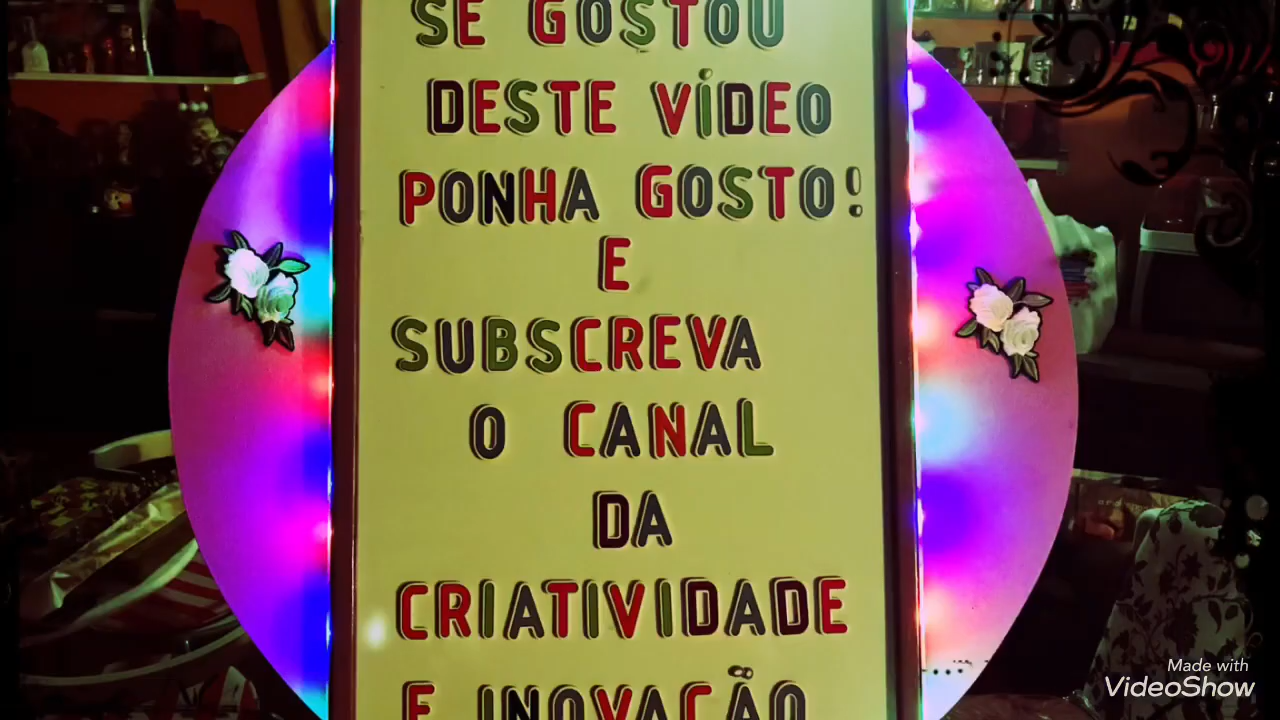 SE GOSTOU
DESTE VÍDEO
PONHA GOSTO!
E
SUBSCREVA
O CANAL
DA
CRIATIVIDADE
E INOVAÇÃO
Made with
VideoShow